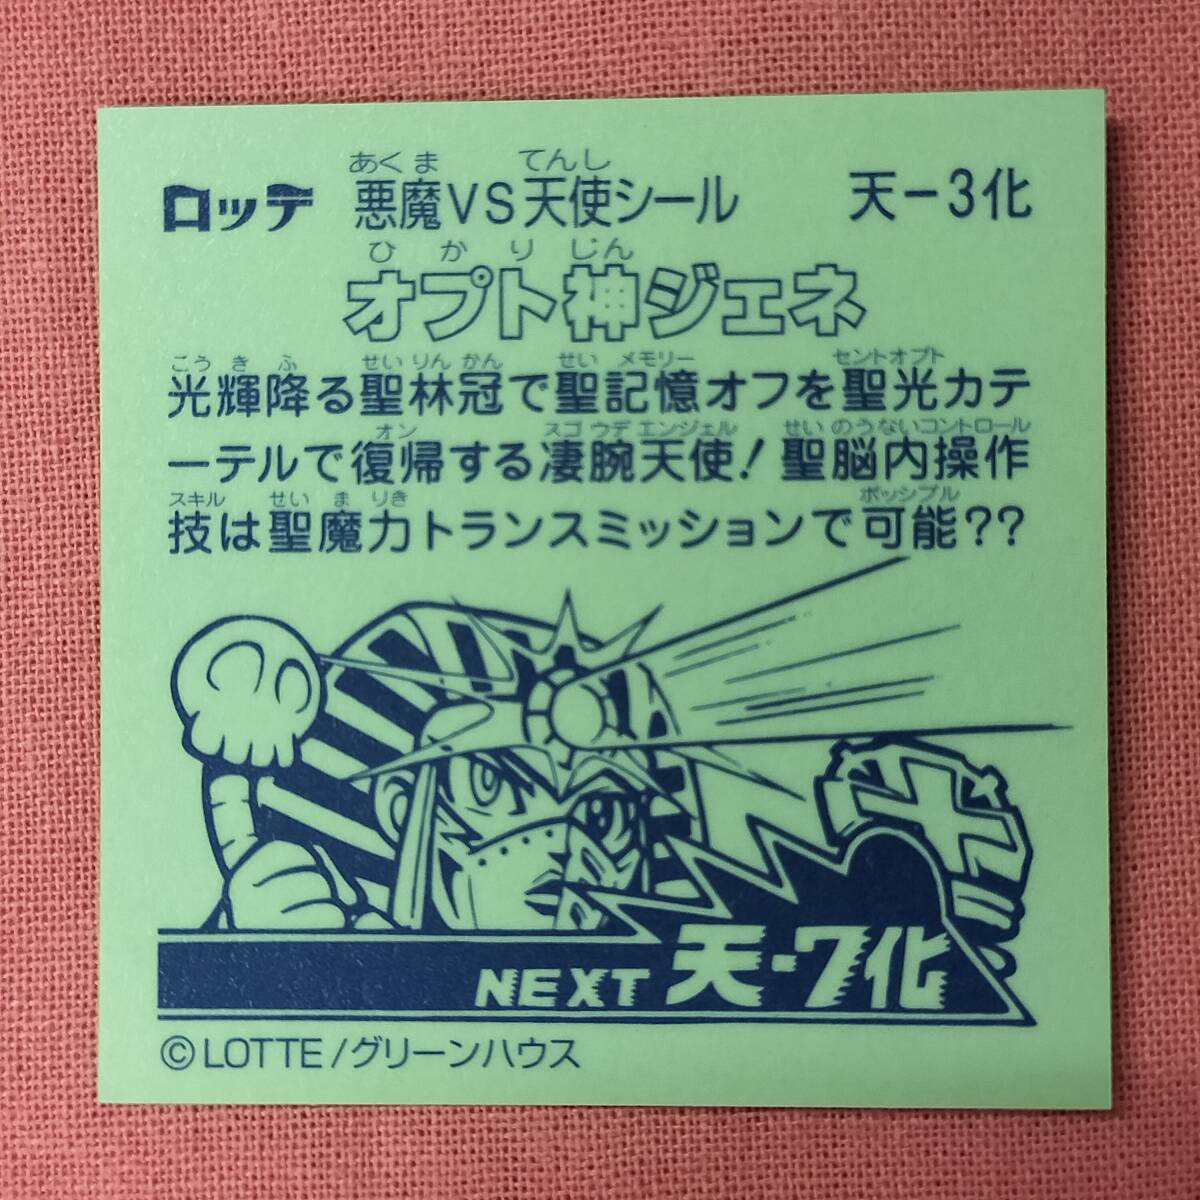 ロッテ 悪魔VS天使シール 天-3化
あくま てんし
ひかりじん
オプト神ジェネ
こうきふ せいりんかん せいメモリー セントオプト
光輝降る聖林冠で聖記憶オフを聖光カテ
オン スゴウデエンジェル せいのうないコントロール
ーテルで復帰する凄腕天使!聖脳内操作
スキル せいまりき ポッシブル
技は聖魔力トランスミッションで可能??
NEXT 天-7化
©LOTTE/グリーンハウス